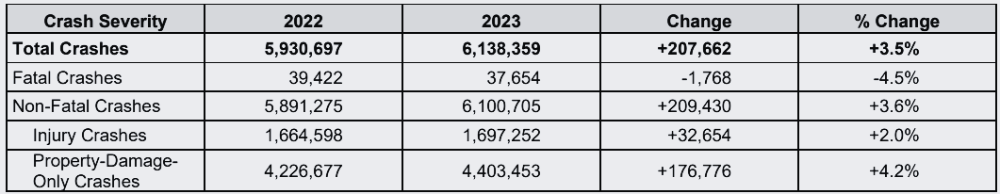 Crash Severity 2022 2023 Change % Change
Total Crashes 5,930,697 6,138,359 +207,662 +3.5%
Fatal Crashes 39,422 37,654 -1,768 -4.5%
Non-Fatal Crashes 5,891,275 6,100,705 +209,430 +3.6%
Injury Crashes 1,664,598 1,697,252 +32,654 +2.0%
Property-Damage-
Only Crashes 4,226,677 4,403,453 +176,776 +4.2%